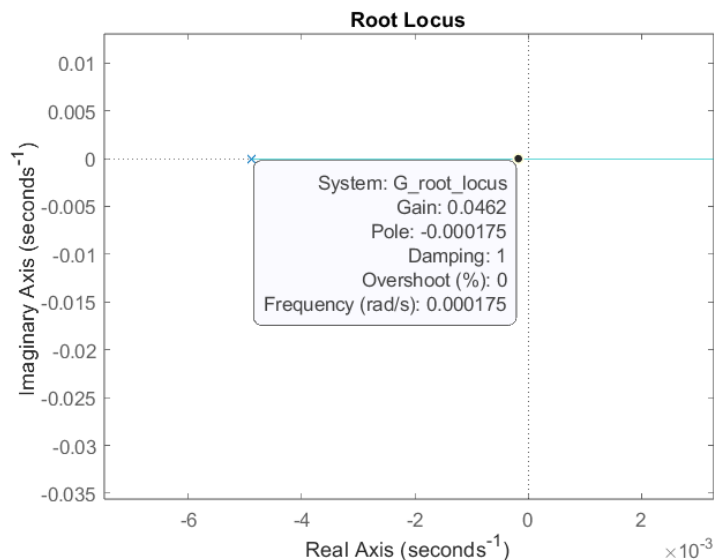 Root Locus
Imaginary Axis (seconds⁻¹)
0.01
0.005
0
-0.005
-0.01
-0.015
-0.02
-0.025
-0.03
-0.035
System: G_root_locus
Gain: 0.0462
Pole: -0.000175
Damping: 1
Overshoot (%): 0
Frequency (rad/s): 0.000175
-6
-4
-2
0
2
Real Axis (seconds⁻¹)
×10⁻³